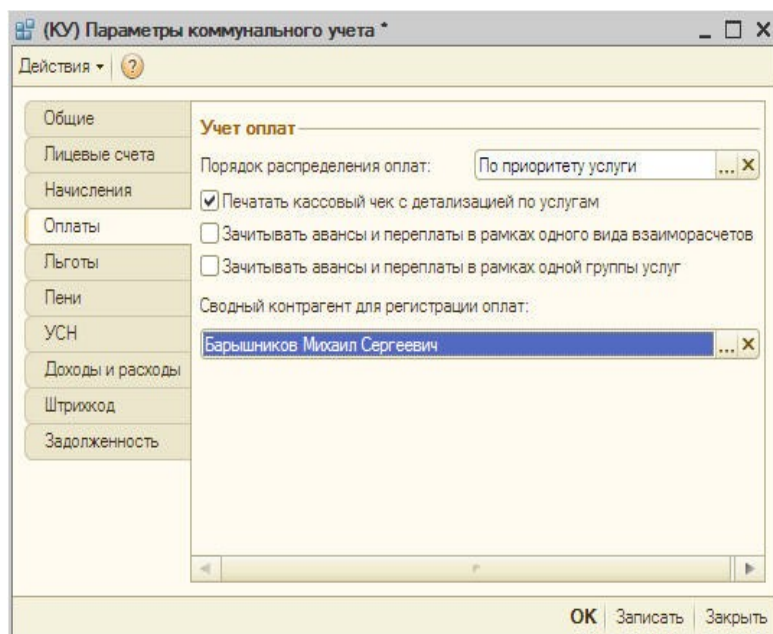 (КУ) Параметры коммунального учета *
Действия
?
Общие
Лицевые счета
Начисления
Оплаты
Льготы
Пени
УСН
Доходы и расходы
Штрихкод
Задолженность
Учет оплат
Порядок распределения оплат: По приоритету услуги ... X
Печатать кассовый чек с детализацией по услугам
Зачитывать авансы и переплаты в рамках одного вида взаиморасчетов
Зачитывать авансы и переплаты в рамках одной группы услуг
Сводный контрагент для регистрации оплат:
Барышников Михаил Сергеевич ... X
OK Записать Закрыть